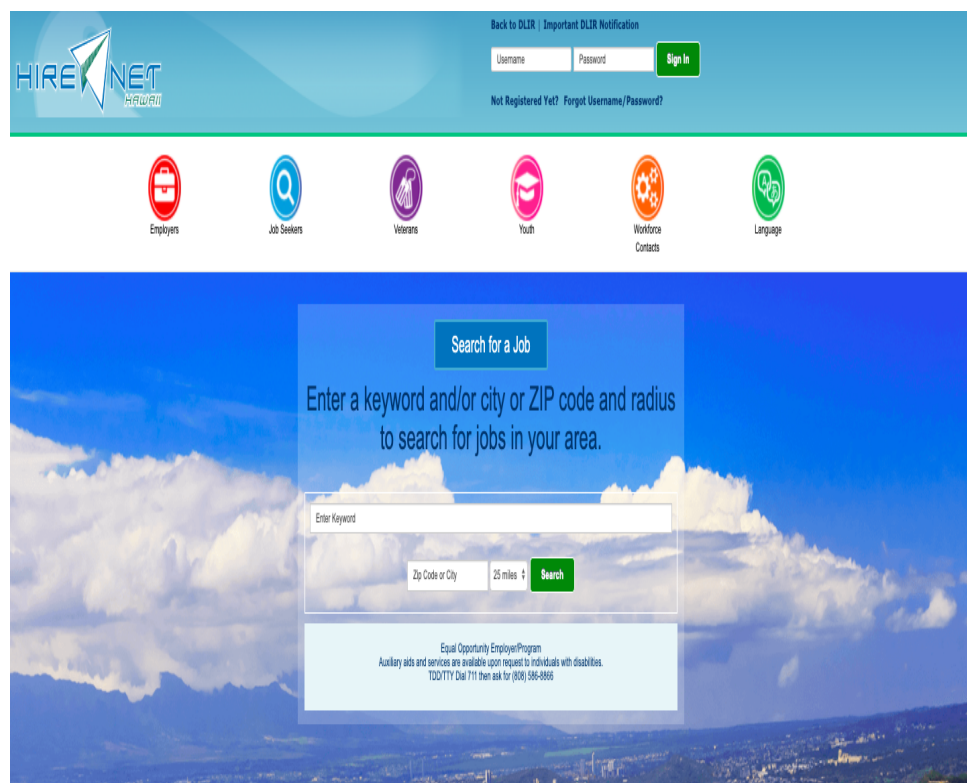 Back to DLIR | Important DLIR Notification
HIRE NET
HAWAII
Username Password Sign In
Not Registered Yet? Forgot Username/Password?
Employers Job Seekers Veterans Youth Workforce Contacts Language
Search for a Job
Enter a keyword and/or city or ZIP code and radius
to search for jobs in your area.
Enter Keyword
Zip Code or City 25 miles Search
Equal Opportunity Employer/Program
Auxiliary aids and services are available upon request to individuals with disabilities.
TDD/TTY Dial 711 then ask for (808) 586-8866